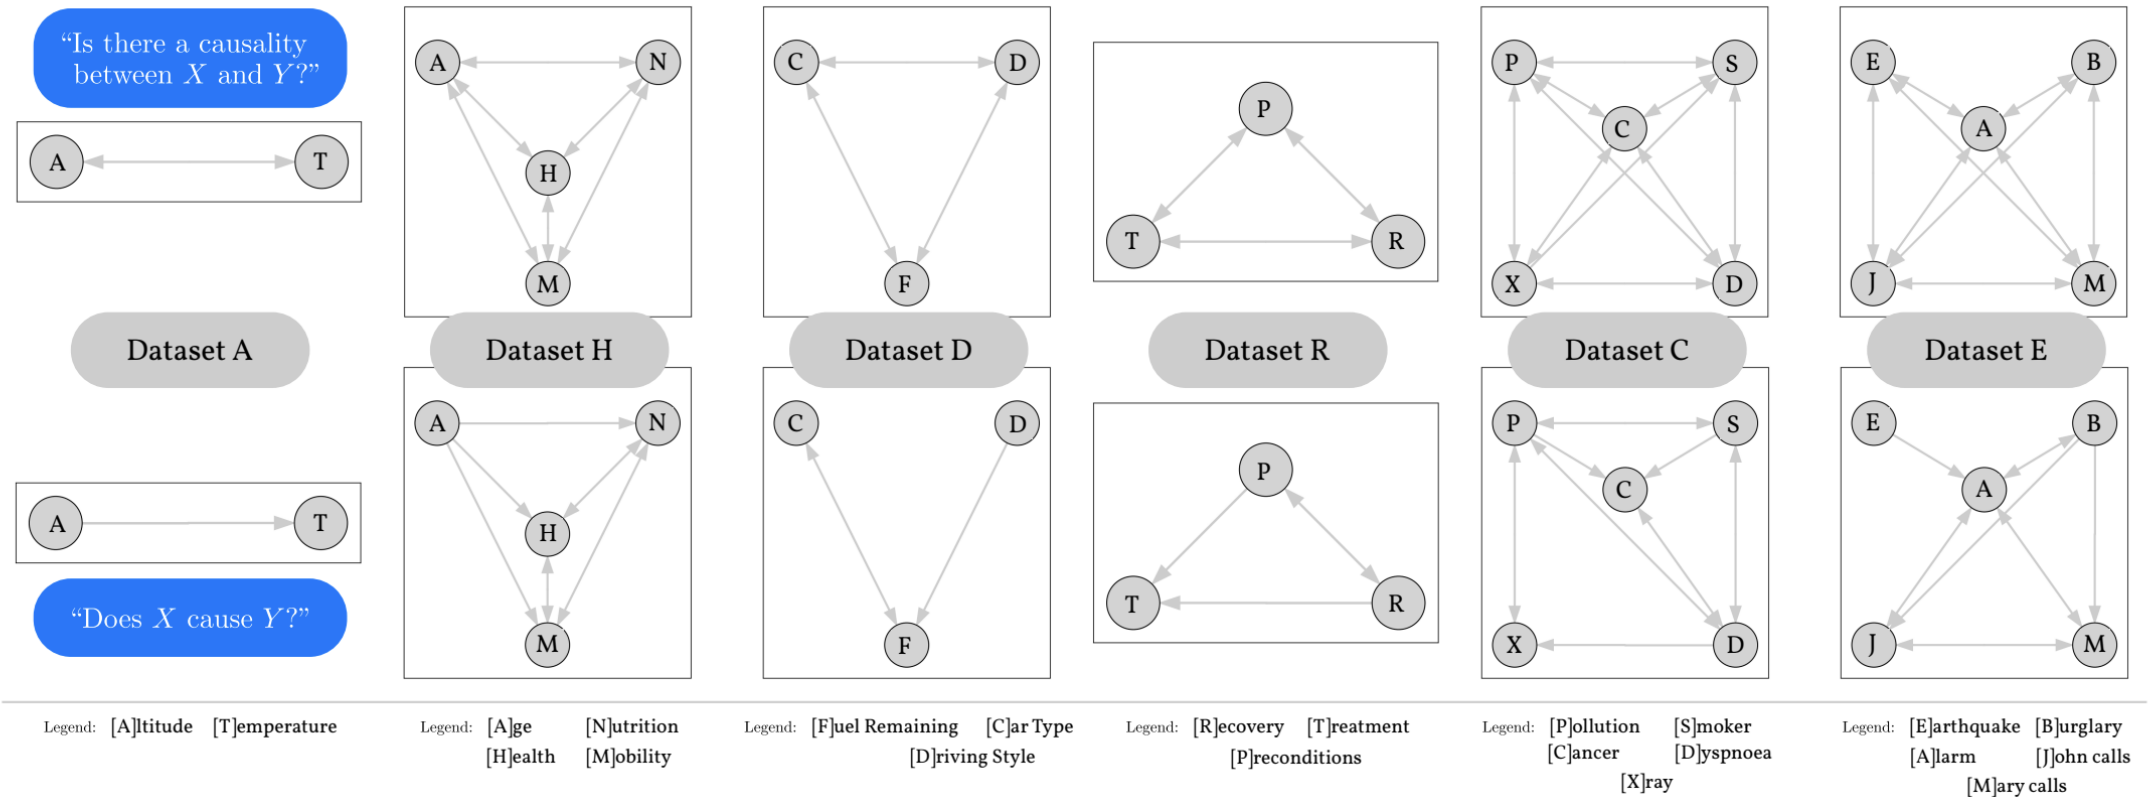 “Is there a causality
between X and Y?”
A
T
A
N
H
M
C
D
F
P
T
R
P
S
C
X
D
E
B
A
J
M
Dataset A
Dataset H
Dataset D
Dataset R
Dataset C
Dataset E
A
T
A
N
H
M
C
D
F
P
T
R
P
S
C
X
D
E
B
A
J
M
“Does X cause Y?”
Legend: [A]ltitude [T]emperature
Legend: [A]ge [N]utrition
[H]ealth [M]obility
Legend: [F]uel Remaining [C]ar Type
[D]riving Style
Legend: [R]ecovery [T]reatment
[P]reconditions
Legend: [P]ollution [S]moker
[C]ancer [D]yspnoea
[X]ray
Legend: [E]arthquake [B]urglary
[A]larm [J]ohn calls
[M]ary calls